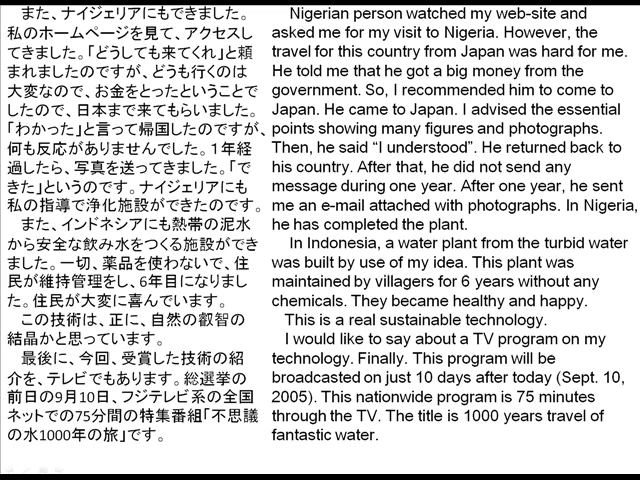 また、ナイジェリアにもできました。
私のホームページを見て、アクセスし
てきました。「どうしても来てくれ」と頼
まれましたのですが、どうも行くのは
大変なので、お金をとったということで
したので、日本まで来てもらいました。
「わかった」と言って帰国したのですが、
何も反応がありませんでした。１年経
過したら、写真を送ってきました。「で
きた」というのです。ナイジェリアにも
私の指導で浄化施設ができたのです。
また、インドネシアにも熱帯の泥水
から安全な飲み水をつくる施設ができ
ました。一切、薬品を使わないで、住
民が維持管理をし、6年目になりまし
た。住民が大変に喜んでいます。
この技術は、正に、自然の叡智の
結晶かと思っています。
最後に、今回、受賞した技術の紹
介を、テレビでもあります。総選挙の
前日の9月10日、フジテレビ系の全国
ネットでの75分間の特集番組「不思議
の水1000年の旅」です。
Nigerian person watched my web-site and
asked me for my visit to Nigeria. However, the
travel for this country from Japan was hard for me.
He told me that he got a big money from the
government. So, I recommended him to come to
Japan. He came to Japan. I advised the essential
points showing many figures and photographs.
Then, he said “I understood”. He returned back to
his country. After that, he did not send any
message during one year. After one year, he sent
me an e-mail attached with photographs. In Nigeria,
he has completed the plant.
In Indonesia, a water plant from the turbid water
was built by use of my idea. This plant was
maintained by villagers for 6 years without any
chemicals. They became healthy and happy.
This is a real sustainable technology.
I would like to say about a TV program on my
technology. Finally. This program will be
broadcasted on just 10 days after today (Sept. 10,
2005). This nationwide program is 75 minutes
through the TV. The title is 1000 years travel of
fantastic water.